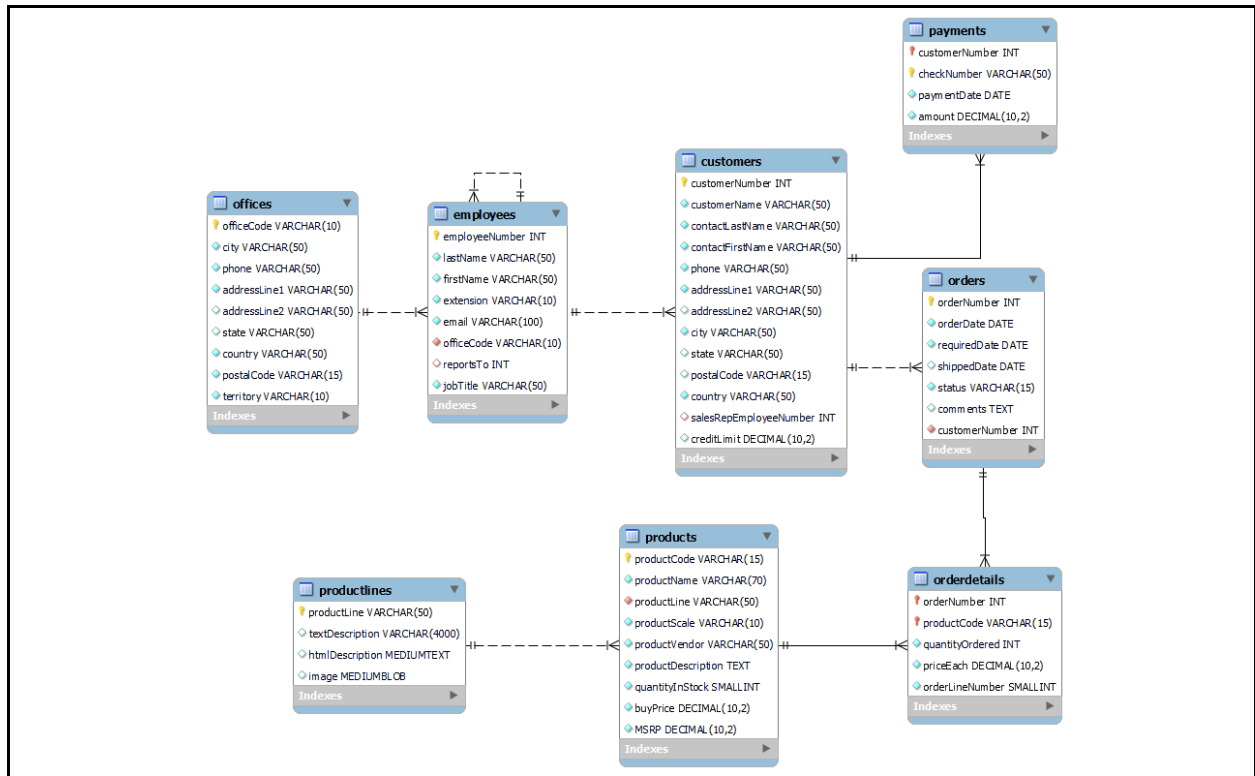 payments
customerNumber INT
checkNumber VARCHAR(50)
paymentDate DATE
amount DECIMAL(10,2)
Indexes
customers
customerNumber INT
customerName VARCHAR(50)
contactLastName VARCHAR(50)
contactFirstName VARCHAR(50)
phone VARCHAR(50)
addressLine1 VARCHAR(50)
addressLine2 VARCHAR(50)
city VARCHAR(50)
state VARCHAR(50)
postalCode VARCHAR(15)
country VARCHAR(50)
salesRepEmployeeNumber INT
creditLimit DECIMAL(10,2)
Indexes
offices
officeCode VARCHAR(10)
city VARCHAR(50)
phone VARCHAR(50)
addressLine1 VARCHAR(50)
addressLine2 VARCHAR(50)
state VARCHAR(50)
country VARCHAR(50)
postalCode VARCHAR(15)
territory VARCHAR(10)
Indexes
employees
employeeNumber INT
lastName VARCHAR(50)
firstName VARCHAR(50)
extension VARCHAR(10)
email VARCHAR(100)
officeCode VARCHAR(10)
reportsTo INT
jobTitle VARCHAR(50)
Indexes
orders
orderNumber INT
orderDate DATE
requiredDate DATE
shippedDate DATE
status VARCHAR(15)
comments TEXT
customerNumber INT
Indexes
products
productCode VARCHAR(15)
productName VARCHAR(70)
productLine VARCHAR(50)
productScale VARCHAR(10)
productVendor VARCHAR(50)
productDescription TEXT
quantityInStock SMALLINT
buyPrice DECIMAL(10,2)
MSRP DECIMAL(10,2)
Indexes
productlines
productLine VARCHAR(50)
textDescription VARCHAR(4000)
htmlDescription MEDIUMTEXT
image MEDIUMBLOB
Indexes
orderdetails
orderNumber INT
productCode VARCHAR(15)
quantityOrdered INT
priceEach DECIMAL(10,2)
orderLineNumber SMALLINT
Indexes